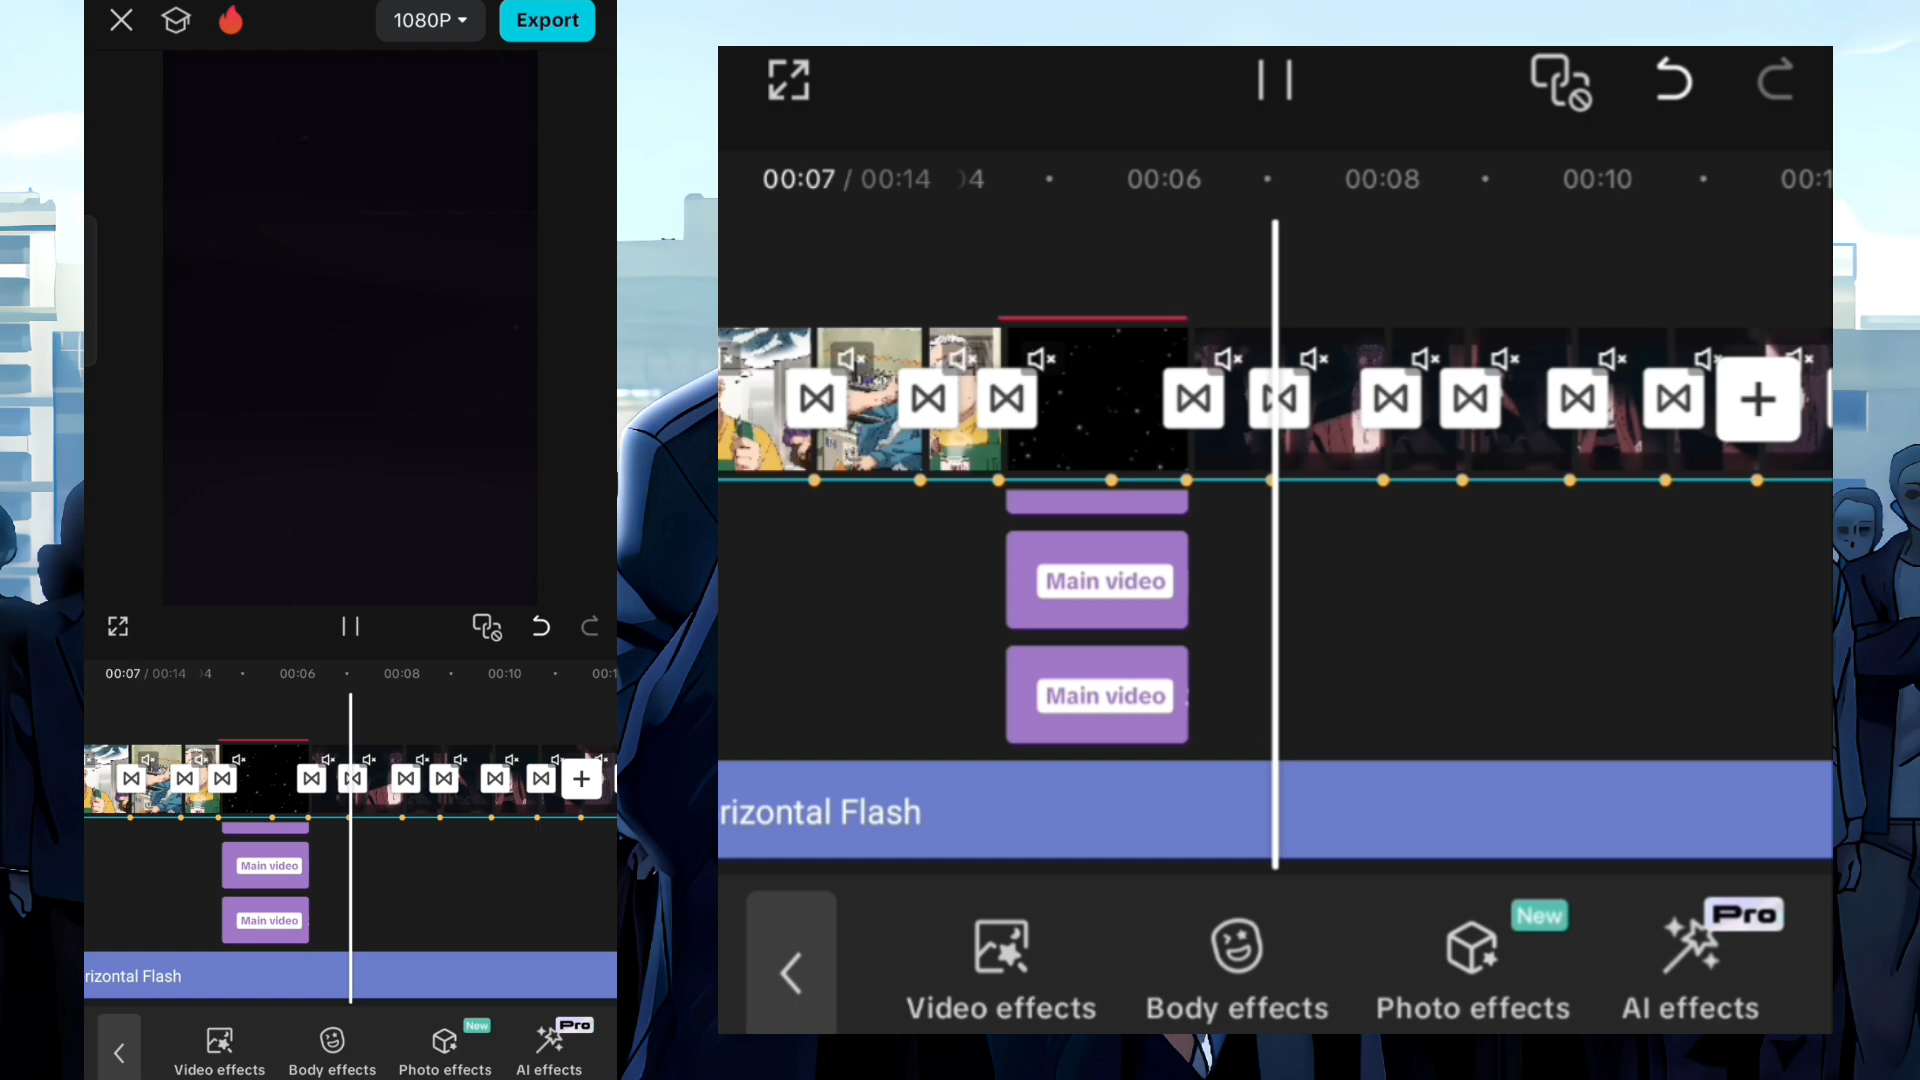 1080P
Export
00:07 / 00:14
00:06
00:08
00:10
Main video
Main video
rizontal Flash
New
Pro
Video effects
Body effects
Photo effects
AI effects
00:07 / 00:14
4
00:06
00:08
00:10
00:1
Main video
Main video
rizontal Flash
New
Pro
Video effects
Body effects
Photo effects
AI effects